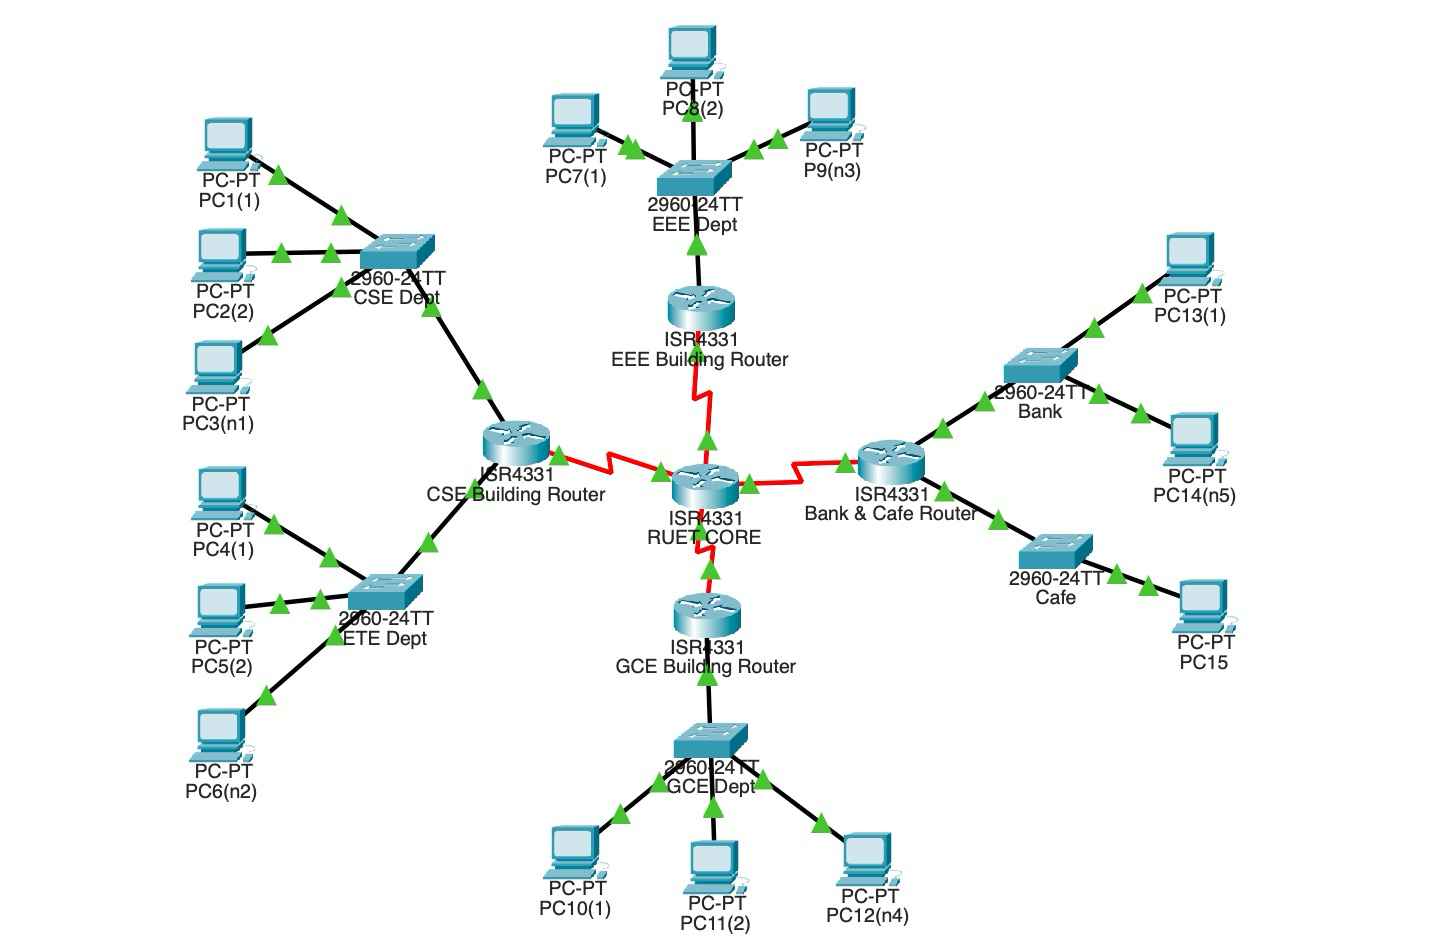 PC-PT
PC8(2)
PC-PT
PC7(1)
PC-PT
P9(n3)
2960-24TT
EEE Dept
PC-PT
PC1(1)
PC-PT
PC2(2)
2960-24TT
CSE Dept
PC-PT
PC3(n1)
ISR4331
EEE Building Router
PC-PT
PC13(1)
2960-24TT
Bank
PC-PT
PC14(n5)
ISR4331
CSE Building Router
ISR4331
RUET CORE
ISR4331
Bank & Cafe Router
PC-PT
PC4(1)
2960-24TT
Cafe
PC-PT
PC15
PC-PT
PC5(2)
2960-24TT
ETE Dept
ISR4331
GCE Building Router
PC-PT
PC6(n2)
2960-24TT
GCE Dept
PC-PT
PC10(1)
PC-PT
PC11(2)
PC-PT
PC12(n4)